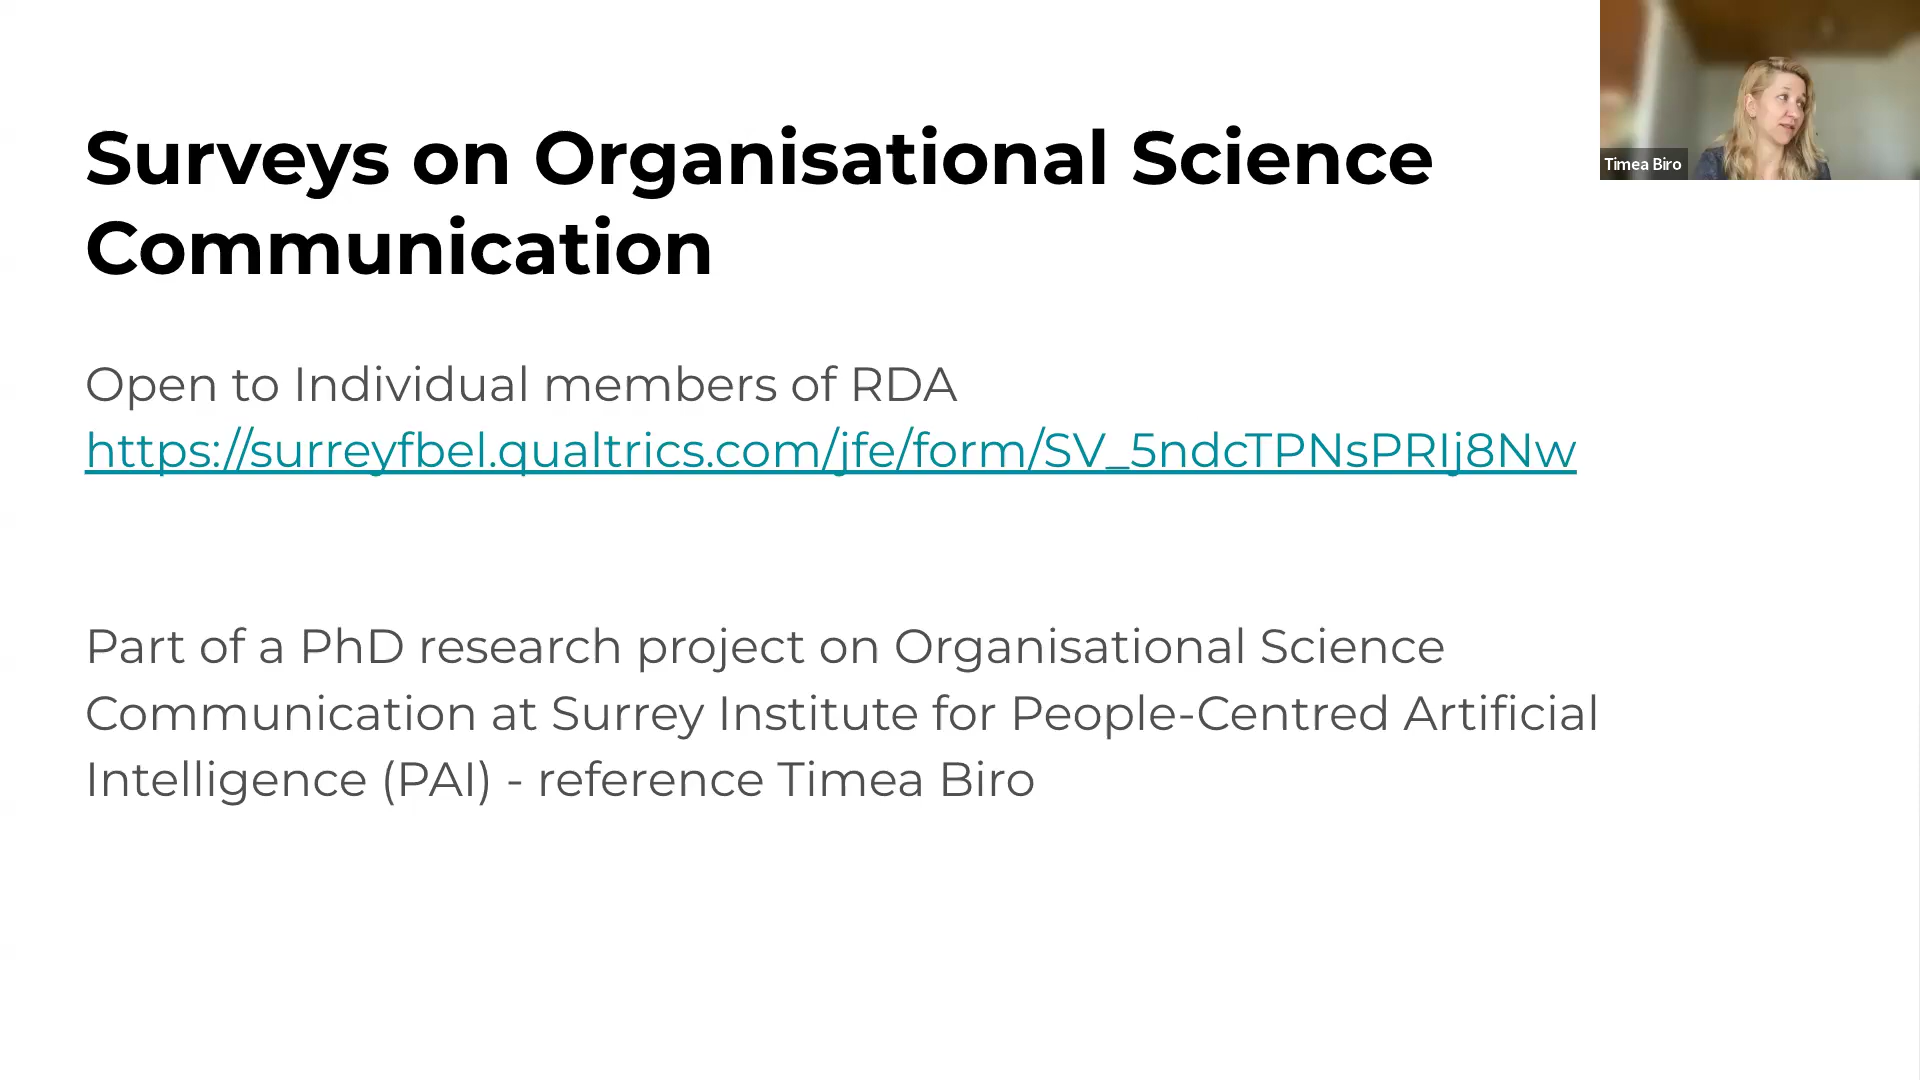 Surveys on Organisational Science
Communication
Open to Individual members of RDA
https://surreyfbel.qualtrics.com/jfe/form/SV_5ndcTPNsPRIj8Nw
Part of a PhD research project on Organisational Science
Communication at Surrey Institute for People-Centred Artificial
Intelligence (PAI) - reference Timea Biro
Timea Biro